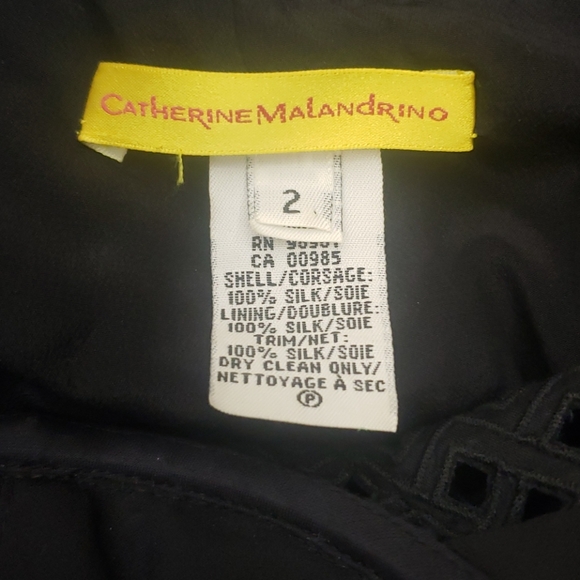 CATHERINE MALANDRINO
2
RN
CA 00985
SHELL/CORSAGE:
100% SILK/SOIE
LINING/DOUBLURE:
100% SILK/SOIE
TRIM/NET:
100% SILK/SOIE
DRY CLEAN ONLY/
NETTOYAGE À SEC
P